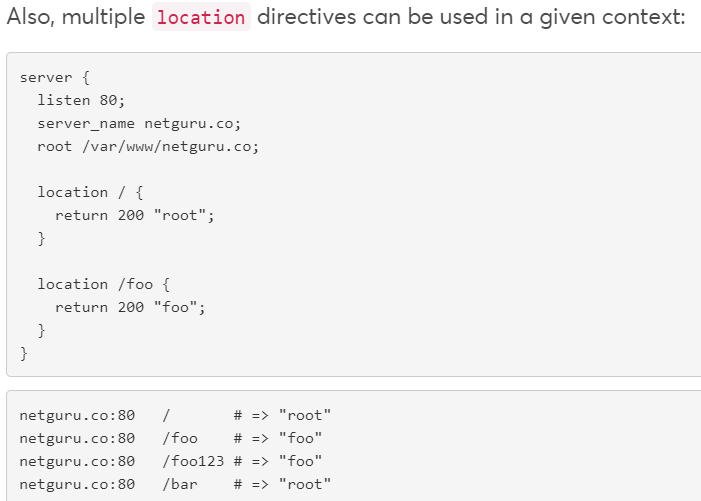 Also, multiple location directives can be used in a given context:
server {
  listen 80;
  server_name netguru.co;
  root /var/www/netguru.co;

  location / {
    return 200 "root";
  }

  location /foo {
    return 200 "foo";
  }
}
netguru.co:80   /       # => "root"
netguru.co:80   /foo    # => "foo"
netguru.co:80   /foo123 # => "foo"
netguru.co:80   /bar    # => "root"